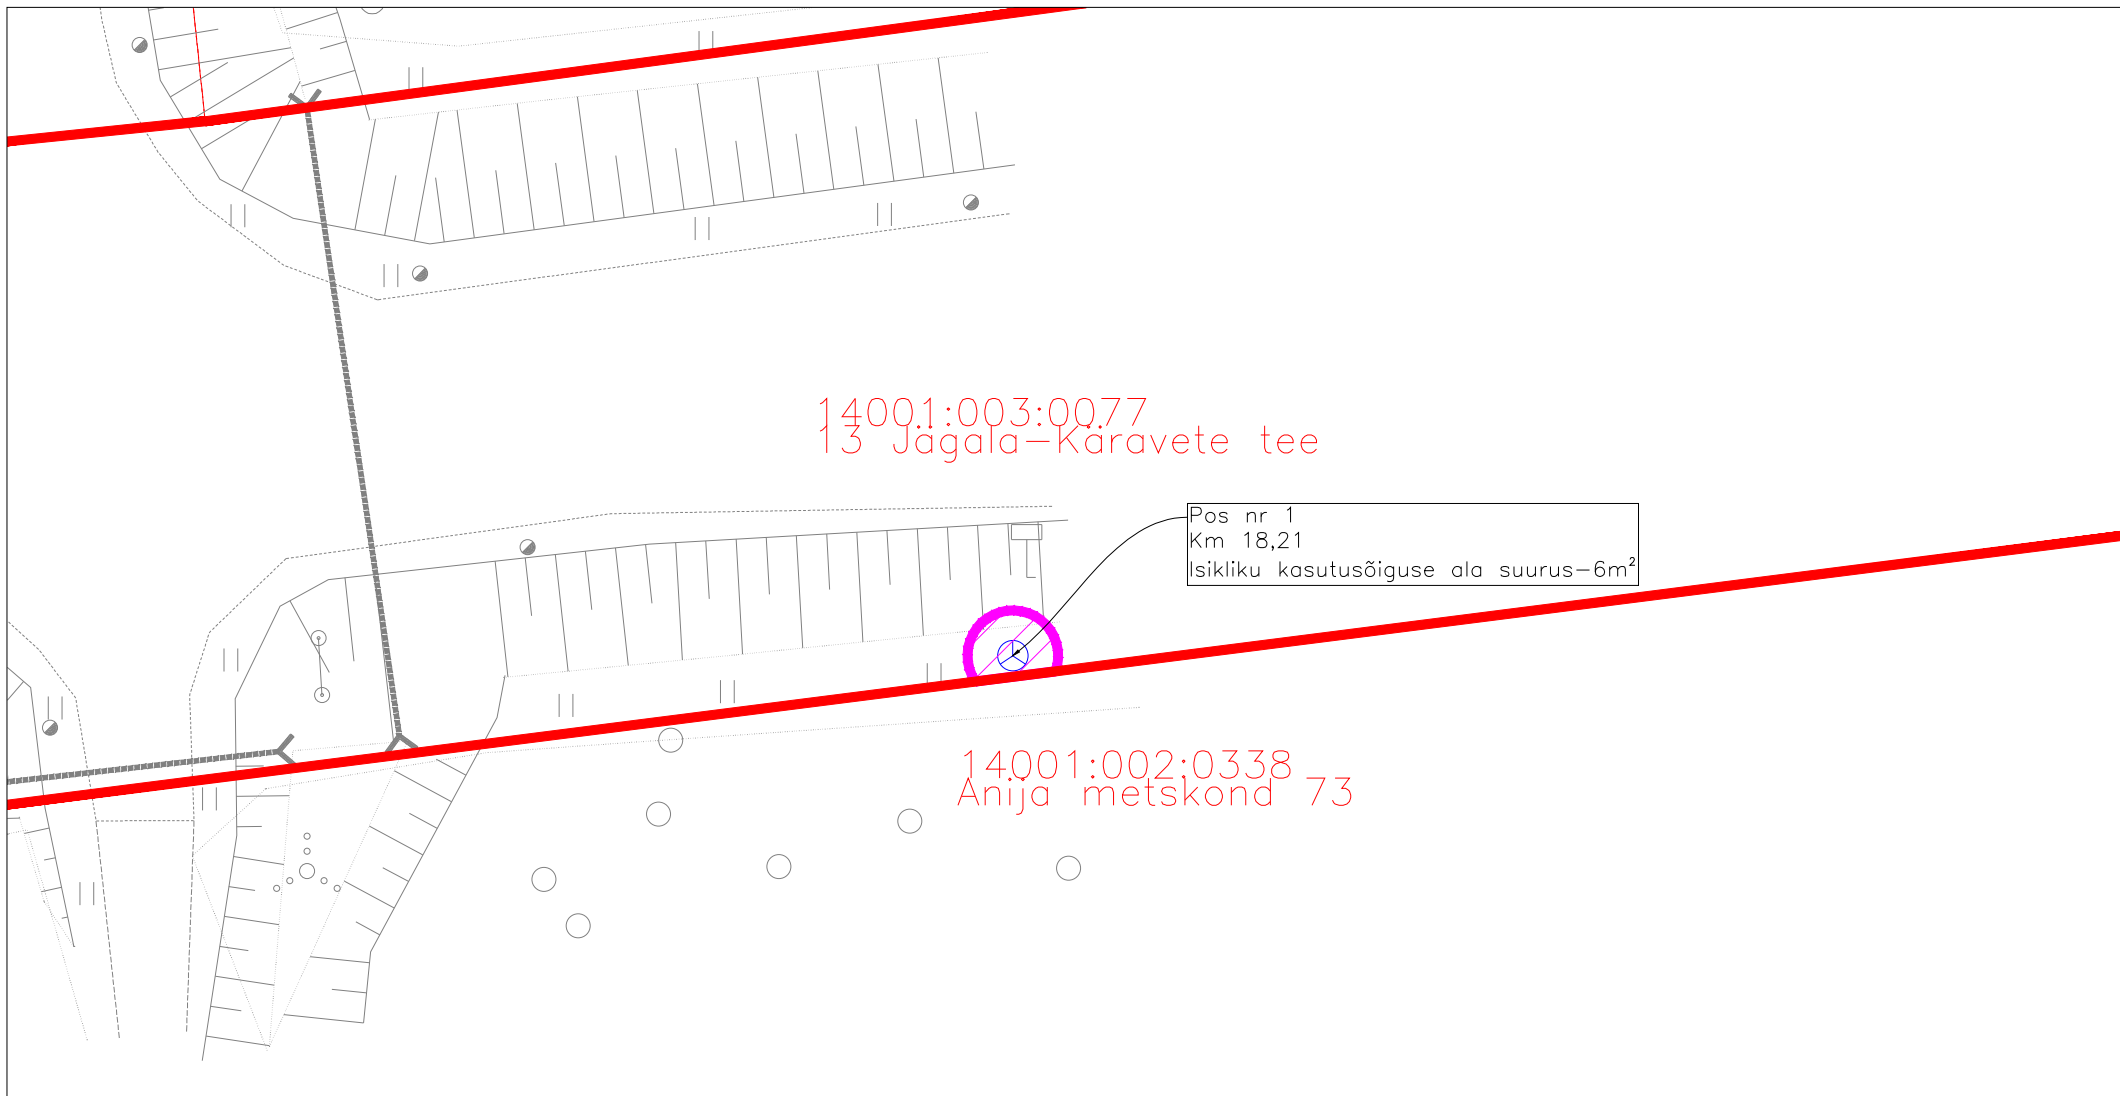 14001:003:0077
13 Jägala-Käravete tee
Pos nr 1
Km 18,21
Isikliku kasutusõiguse ala suurus-6m²
14001:002:0338
Anija metskond 73